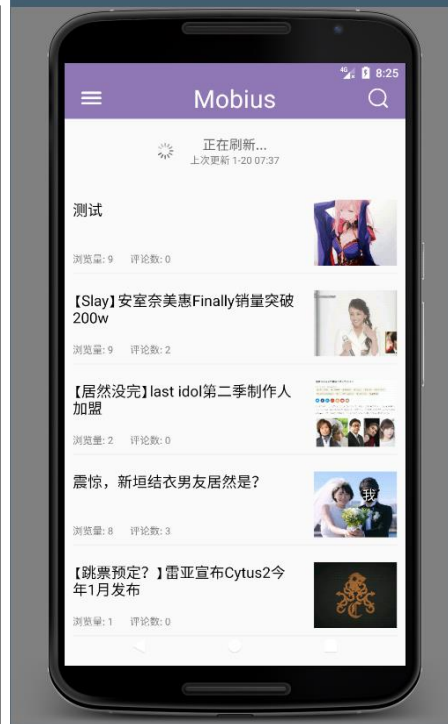 4G 8:25
Mobius
正在刷新...
上次更新 1-20 07:37
测试
浏览量: 9 评论数: 0
【Slay】安室奈美惠Finally销量突破
200w
浏览量: 9 评论数: 2
【居然没完】last idol第二季制作人
加盟
浏览量: 2 评论数: 0
震惊，新垣结衣男友居然是？
我
浏览量: 8 评论数: 3
【跳票预定？】雷亚宣布Cytus2今
年1月发布
浏览量: 1 评论数: 0